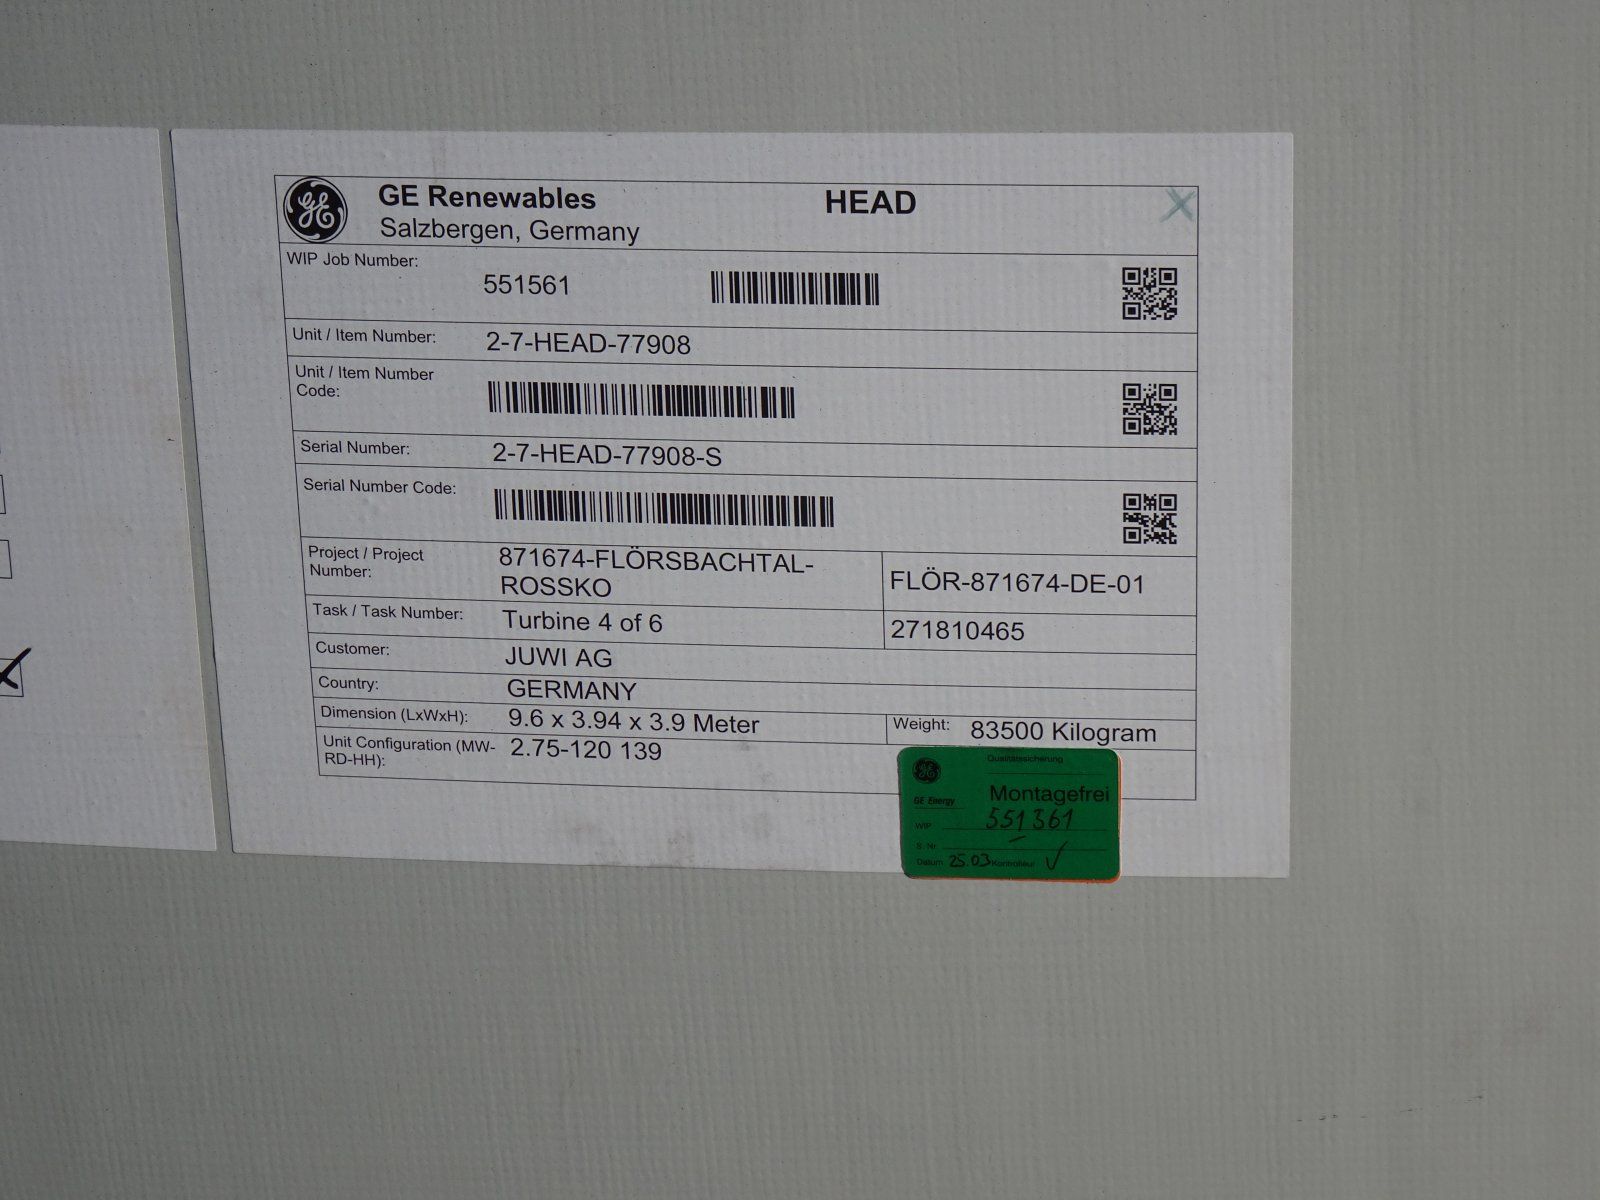 GE Renewables
HEAD
Salzbergen, Germany
WIP Job Number:
551561
Unit / Item Number:
2-7-HEAD-77908
Unit / Item Number
Code:
Serial Number:
2-7-HEAD-77908-S
Serial Number Code:
Project / Project
Number:
871674-FLÖRSBACHTAL-
ROSSKO
FLÖR-871674-DE-01
Task / Task Number:
Turbine 4 of 6
271810465
Customer:
JUWI AG
Country:
GERMANY
Dimension (LxWxH):
9.6 x 3.94 x 3.9 Meter
Weight:
83500 Kilogram
Unit Configuration (MW-
RD-HH):
2.75-120 139
GE
Qualitätssicherung
GE Energy
Montagefrei
WIP
551361
S. Nr.
Datum 25.03 Kontrolleur